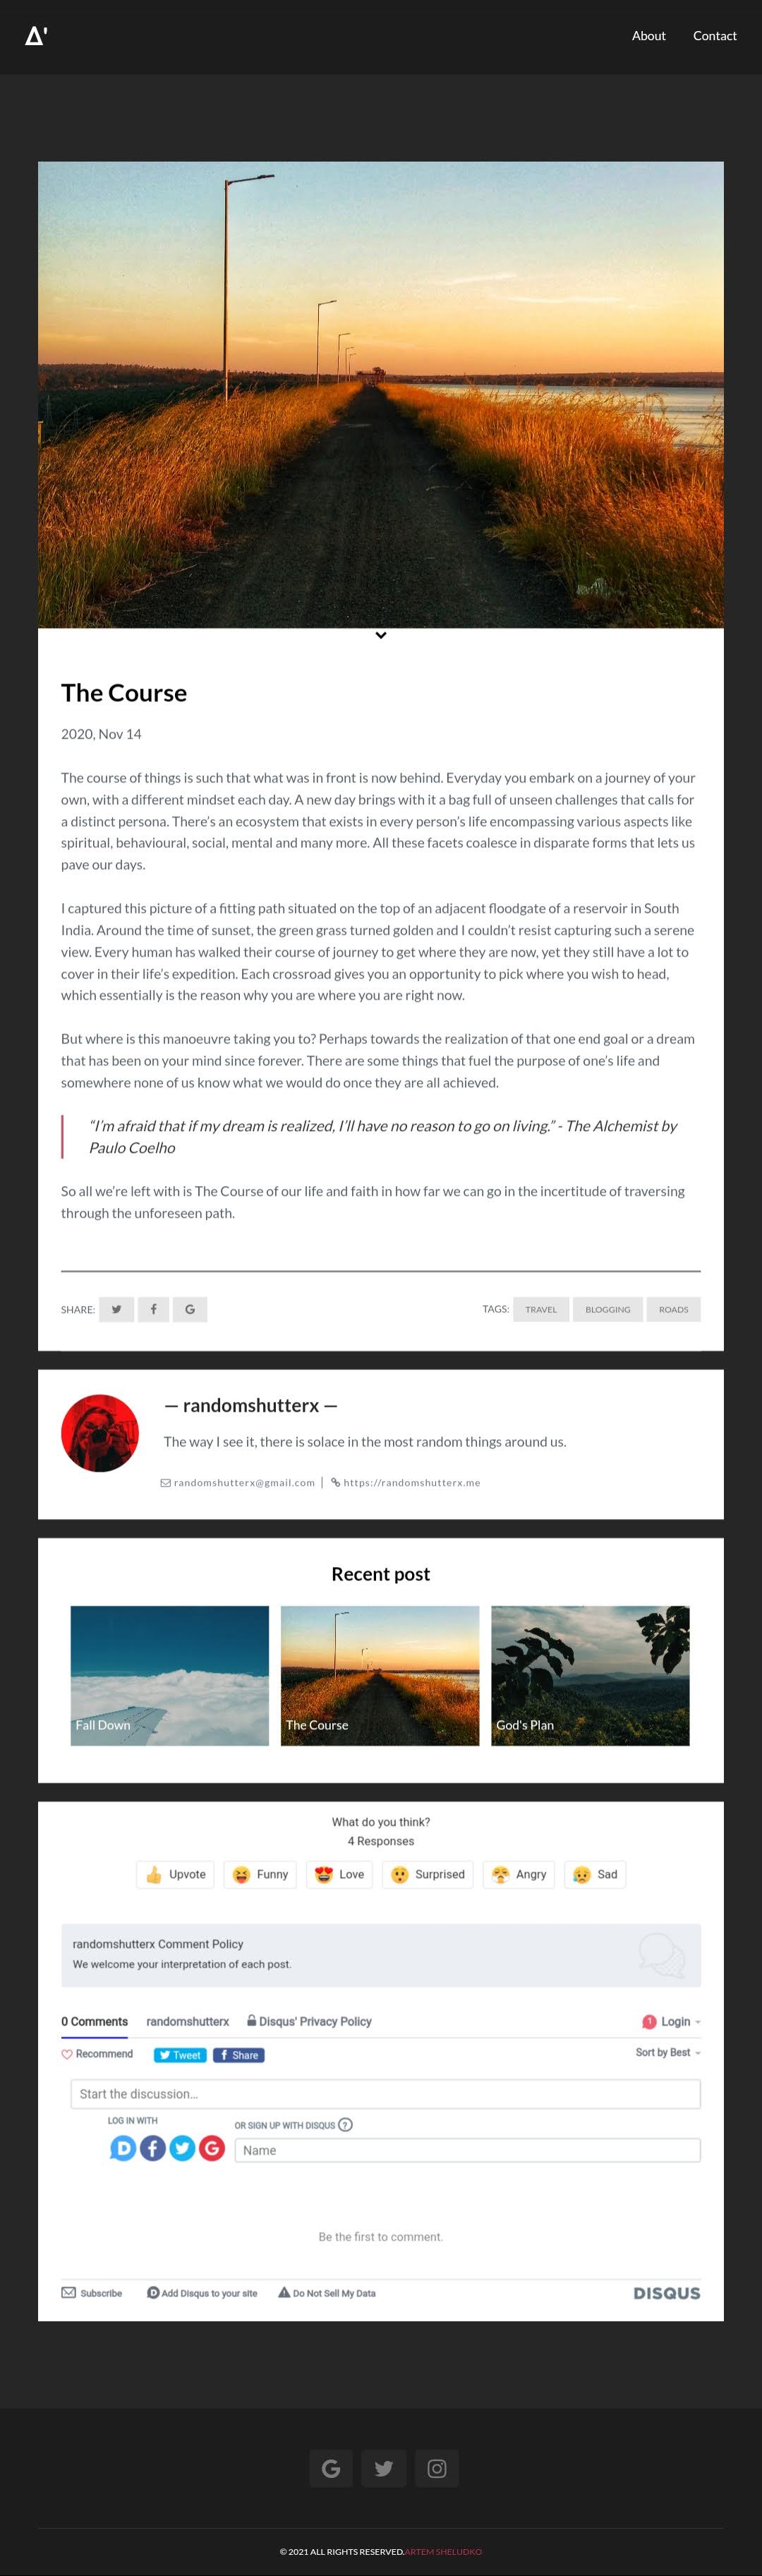 Δ'
About Contact
The Course
2020, Nov 14
The course of things is such that what was in front is now behind. Everyday you embark on a journey of your
own, with a different mindset each day. A new day brings with it a bag full of unseen challenges that calls for
a distinct persona. There’s an ecosystem that exists in every person’s life encompassing various aspects like
spiritual, behavioural, social, mental and many more. All these facets coalesce in disparate forms that lets us
pave our days.
I captured this picture of a fitting path situated on the top of an adjacent floodgate of a reservoir in South
India. Around the time of sunset, the green grass turned golden and I couldn’t resist capturing such a serene
view. Every human has walked their course of journey to get where they are now, yet they still have a lot to
cover in their life’s expedition. Each crossroad gives you an opportunity to pick where you wish to head,
which essentially is the reason why you are where you are right now.
But where is this manoeuvre taking you to? Perhaps towards the realization of that one end goal or a dream
that has been on your mind since forever. There are some things that fuel the purpose of one’s life and
somewhere none of us know what we would do once they are all achieved.
“I’m afraid that if my dream is realized, I’ll have no reason to go on living.” - The Alchemist by
Paulo Coelho
So all we’re left with is The Course of our life and faith in how far we can go in the incertitude of traversing
through the unforeseen path.
SHARE:
TAGS: TRAVEL BLOGGING ROADS
— randomshutterx —
The way I see it, there is solace in the most random things around us.
randomshutterx@gmail.com | https://randomshutterx.me
Recent post
Fall Down
The Course
God's Plan
What do you think?
4 Responses
Upvote Funny Love Surprised Angry Sad
randomshutterx Comment Policy
We welcome your interpretation of each post.
0 Comments randomshutterx Disqus' Privacy Policy 1 Login
Recommend Tweet Share Sort by Best
Start the discussion...
LOG IN WITH
OR SIGN UP WITH DISQUS ?
Name
Be the first to comment.
Subscribe Add Disqus to your site Do Not Sell My Data DISQUS
© 2021 ALL RIGHTS RESERVED.ARTEM SHELUDKO